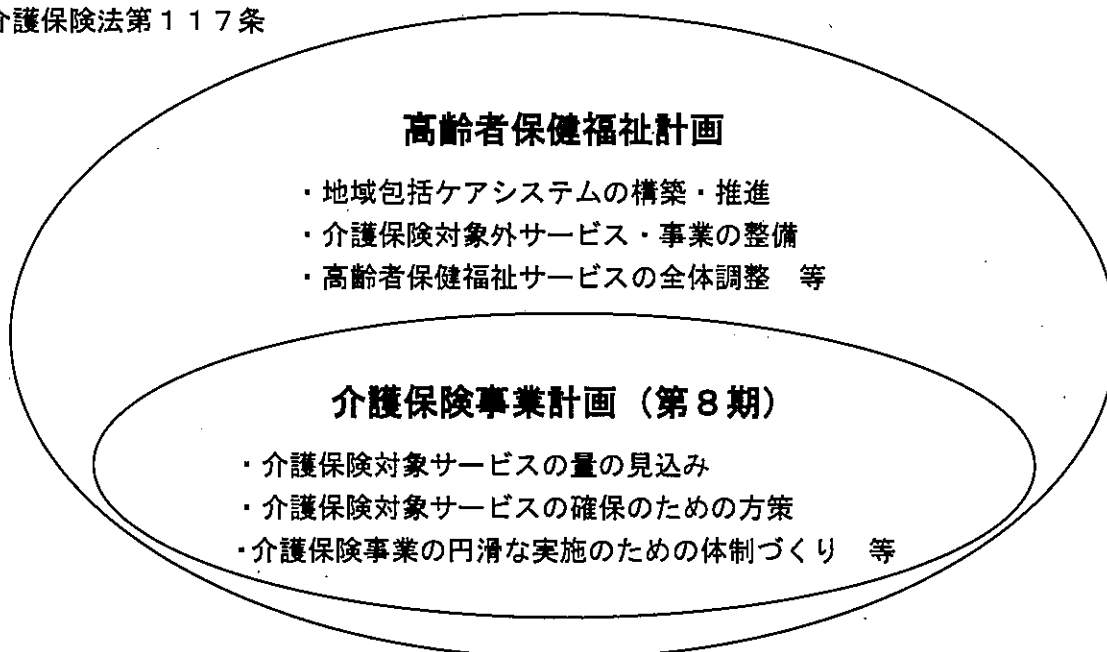 介護保険法第１１７条
高齢者保健福祉計画
・地域包括ケアシステムの構築・推進
・介護保険対象外サービス・事業の整備
・高齢者保健福祉サービスの全体調整　等
介護保険事業計画（第８期）
・介護保険対象サービスの量の見込み
・介護保険対象サービスの確保のための方策
・介護保険事業の円滑な実施のための体制づくり　等